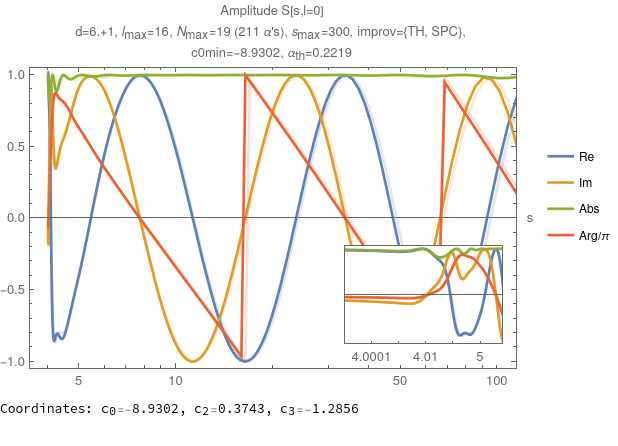 Amplitude S[s,l=0]
d=6.+1, lmax=16, Nmax=19 (211 α's), smax=300, improv={TH, SPC},
c0min=−8.9302, αth=0.2219
1.0
0.5
0.0
−0.5
−1.0
5
10
50
100
s
Re
Im
Abs
Arg/π
4.0001
4.01
5
Coordinates: c0=-8.9302, c2=0.3743, c3=-1.2856